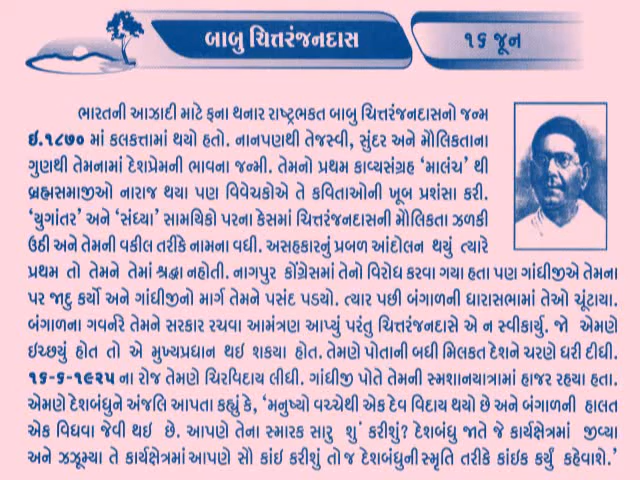 બાબુ ચિત્તરંજનદાસ
૧૬ જૂન
ભારતની આઝાદી માટે ફના થનાર રાષ્ટ્રભકત બાબુ ચિત્તરંજનદાસનો જન્મ
ઇ.૧૮૭૦ માં કલકત્તામાં થયો હતો. નાનપણથી તેજસ્વી, સુંદર અને મૌલિકતાના
ગુણથી તેમનામાં દેશપ્રેમની ભાવના જન્મી. તેમનો પ્રથમ કાવ્યસંગ્રહ ‘માલંચ’ થી
બ્રહ્મસમાજીઓ નારાજ થયા પણ વિવેચકોએ તે કવિતાઓની ખૂબ પ્રશંસા કરી.
‘યુગાંતર’ અને ‘સંધ્યા’ સામયિકો પરના કેસમાં ચિત્તરંજનદાસની મૌલિકતા ઝળકી
ઉઠી અને તેમની વકીલ તરીકે નામના વધી. અસહકારનું પ્રબળ આંદોલન થયું ત્યારે
પ્રથમ તો તેમને તેમાં શ્રદ્ધા નહોતી. નાગપુર કોંગ્રેસમાં તેનો વિરોધ કરવા ગયા હતા પણ ગાંધીજીએ તેમના
પર જાદુ કર્યો અને ગાંધીજીનો માર્ગ તેમને પસંદ પડયો. ત્યાર પછી બંગાળની ધારાસભામાં તેઓ ચૂંટાયા.
બંગાળના ગવર્નરે તેમને સરકાર રચવા આમંત્રણ આપ્યું પરંતુ ચિત્તરંજનદાસે એ ન સ્વીકાર્યુ. જો એમણે
ઈચ્છયું હોત તો એ મુખ્યપ્રધાન થઈ શકયા હોત. તેમણે પોતાની બધી મિલકત દેશને ચરણે ધરી દીધી.
૧૬-૬-૧૯૨૫ ના રોજ તેમણે ચિરવિદાય લીધી. ગાંધીજી પોતે તેમની સ્મશાનયાત્રામાં હાજર રહયા હતા.
એમણે દેશબંધુને અંજલિ આપતા કહ્યું કે, ‘મનુષ્યો વચ્ચેથી એક દેવ વિદાય થયો છે અને બંગાળની હાલત
એક વિધવા જેવી થઇ છે. આપણે તેના સ્મારક સારુ શું કરીશું? દેશબંધુ જાતે જે કાર્યક્ષેત્રમાં જીવ્યા
અને ઝઝૂમ્યા તે કાર્યક્ષેત્રમાં આપણે સૌ કાંઇ કરીશું તો જ દેશબંધુની સ્મૃતિ તરીકે કાંઇક કર્યું કહેવાશે.’